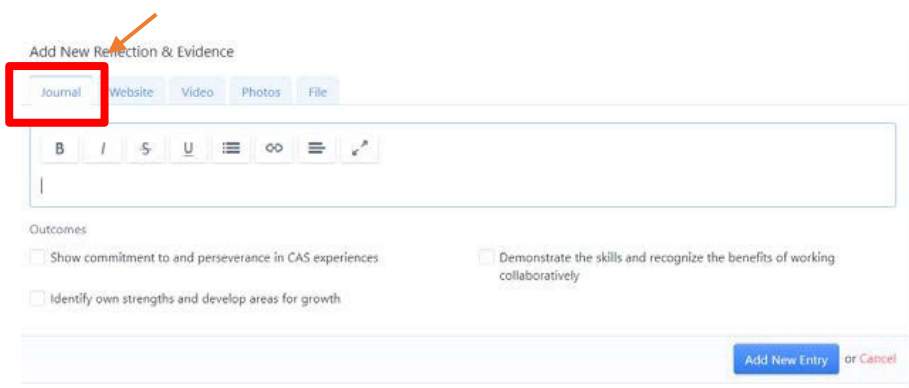 Add New Reflection & Evidence
Journal Website Video Photos File
B I S U
Outcomes
Show commitment to and perseverance in CAS experiences
Demonstrate the skills and recognize the benefits of working
collaboratively
Identify own strengths and develop areas for growth
Add New Entry or Cancel